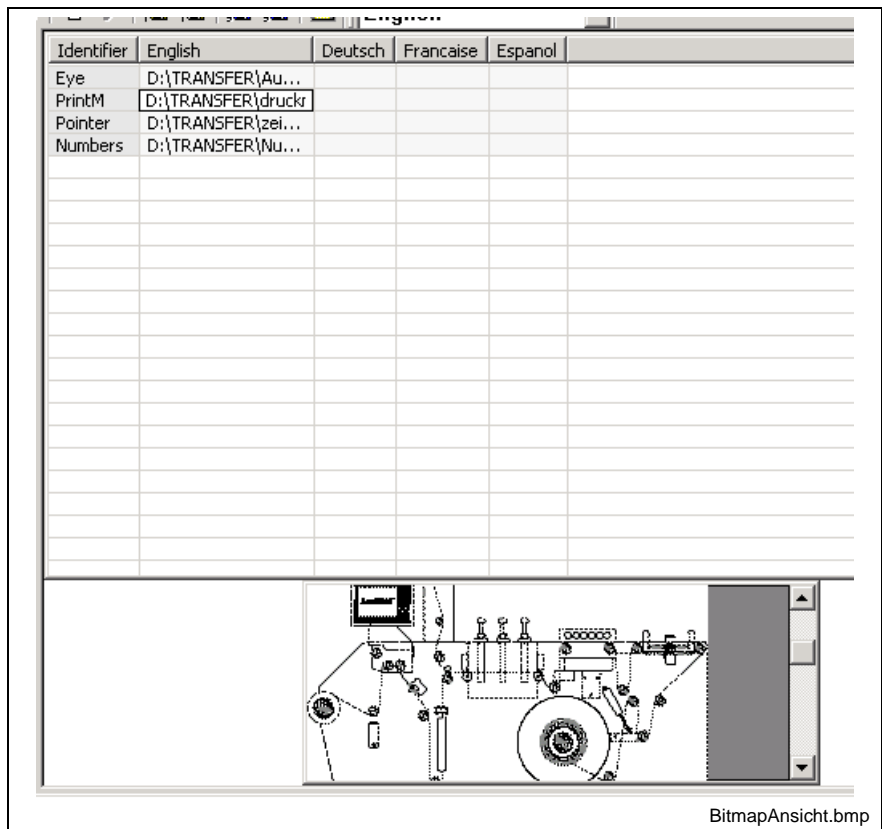 English
Identifier English Deutsch Francaise Espanol
Eye D:\TRANSFER\Au...
PrintM D:\TRANSFER\druckr
Pointer D:\TRANSFER\zei...
Numbers D:\TRANSFER\Nu...
BitmapAnsicht.bmp